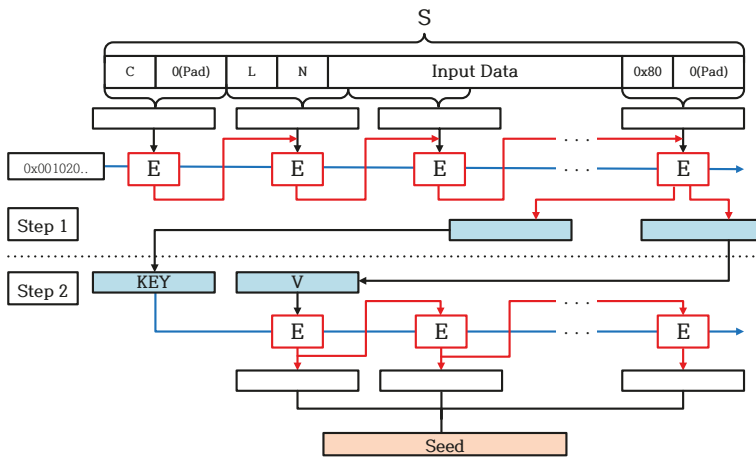 S
C 0(Pad) L N Input Data 0x80 0(Pad)
. . . . . .
0x001020.. E E E . . . E
Step 1
Step 2 KEY V
. . . . . .
E E . . . E
Seed